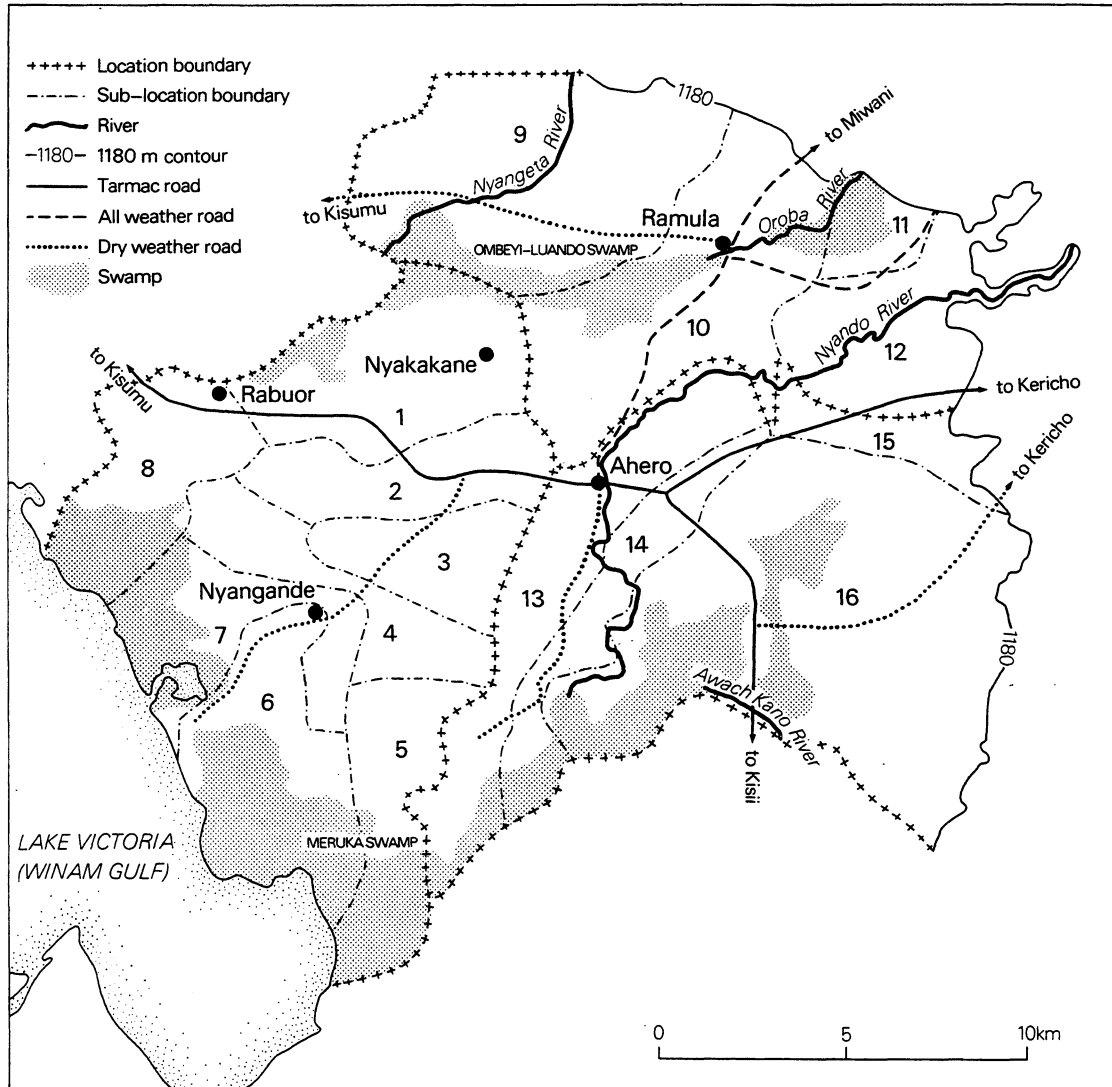 Location boundary
Sub-location boundary
River
-1180- 1180 m contour
Tarmac road
All weather road
Dry weather road
Swamp
1180
to Miwani
9
Nyangeta River
to Kisumu
Ramula
Oroba River
11
OMBEYI-LUANDO SWAMP
10
Nyando River
12
to Kisumu
Nyakakane
Rabuor
to Kericho
1
8
Ahero
15
to Kericho
2
3
14
13
16
Nyangande
7
4
1180
6
Awach Kano River
5
to Kisii
LAKE VICTORIA
(WINAM GULF)
MERUKA SWAMP
0 5 10km